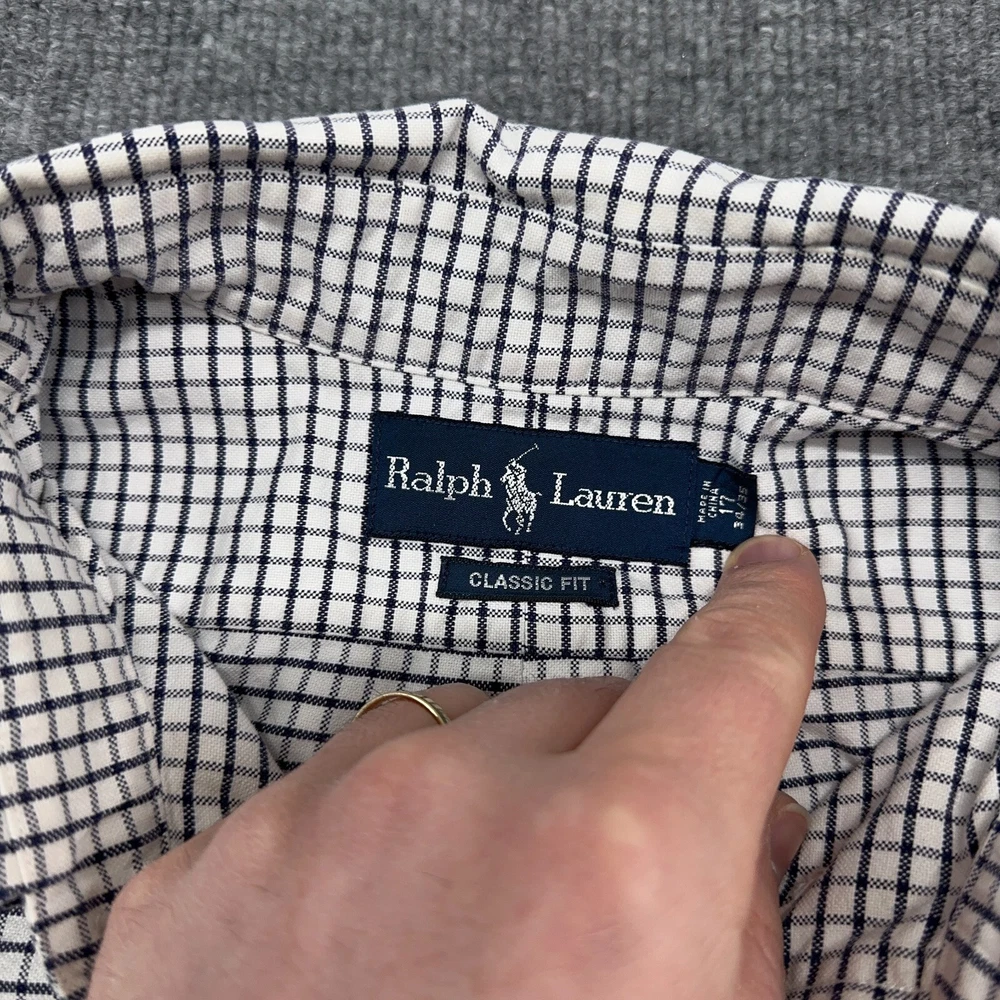 Ralph Lauren
CLASSIC FIT
MADE IN
CHINA
17
34/35